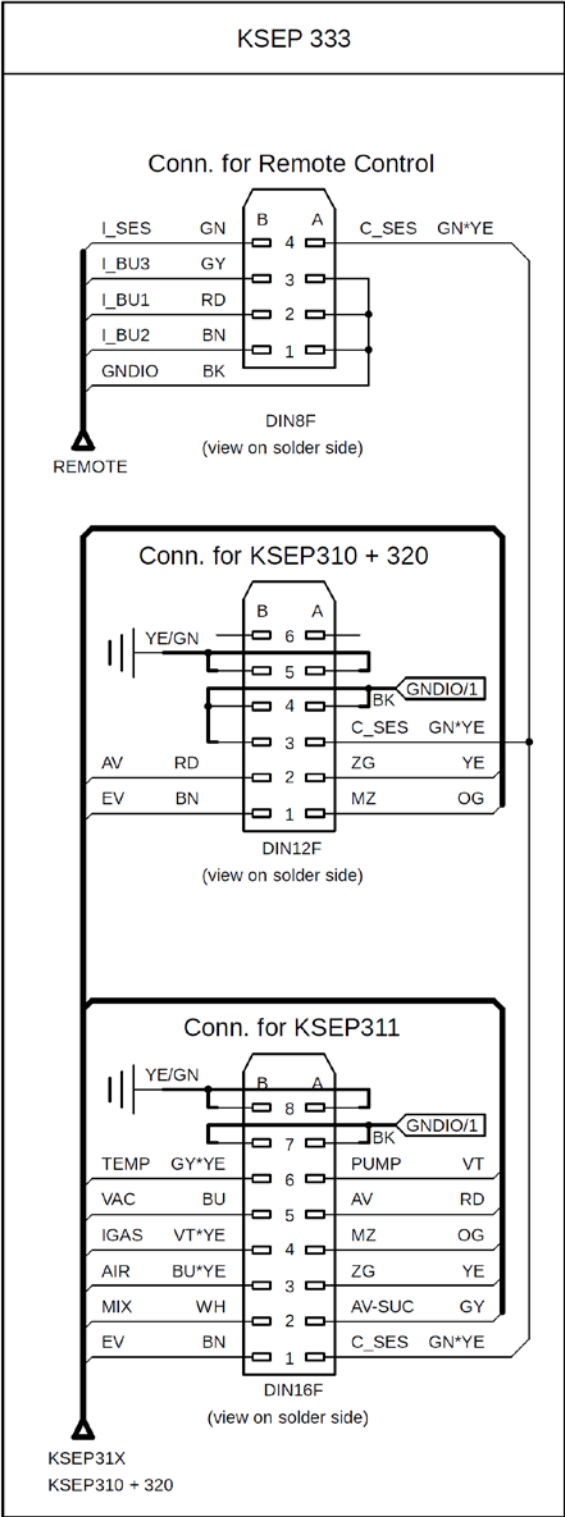 KSEP 333
Conn. for Remote Control
B A
I_SES GN 4 C_SES GN*YE
I_BU3 GY 3
I_BU1 RD 2
I_BU2 BN 1
GNDIO BK
DIN8F
(view on solder side)
REMOTE
Conn. for KSEP310 + 320
B A
YE/GN 6
5
GNDIO/1
4 BK
3 C_SES GN*YE
AV RD 2 ZG YE
EV BN 1 MZ OG
DIN12F
(view on solder side)
Conn. for KSEP311
YE/GN B A
8
GNDIO/1
7 BK
TEMP GY*YE 6 PUMP VT
VAC BU 5 AV RD
IGAS VT*YE 4 MZ OG
AIR BU*YE 3 ZG YE
MIX WH 2 AV-SUC GY
EV BN 1 C_SES GN*YE
DIN16F
(view on solder side)
KSEP31X
KSEP310 + 320